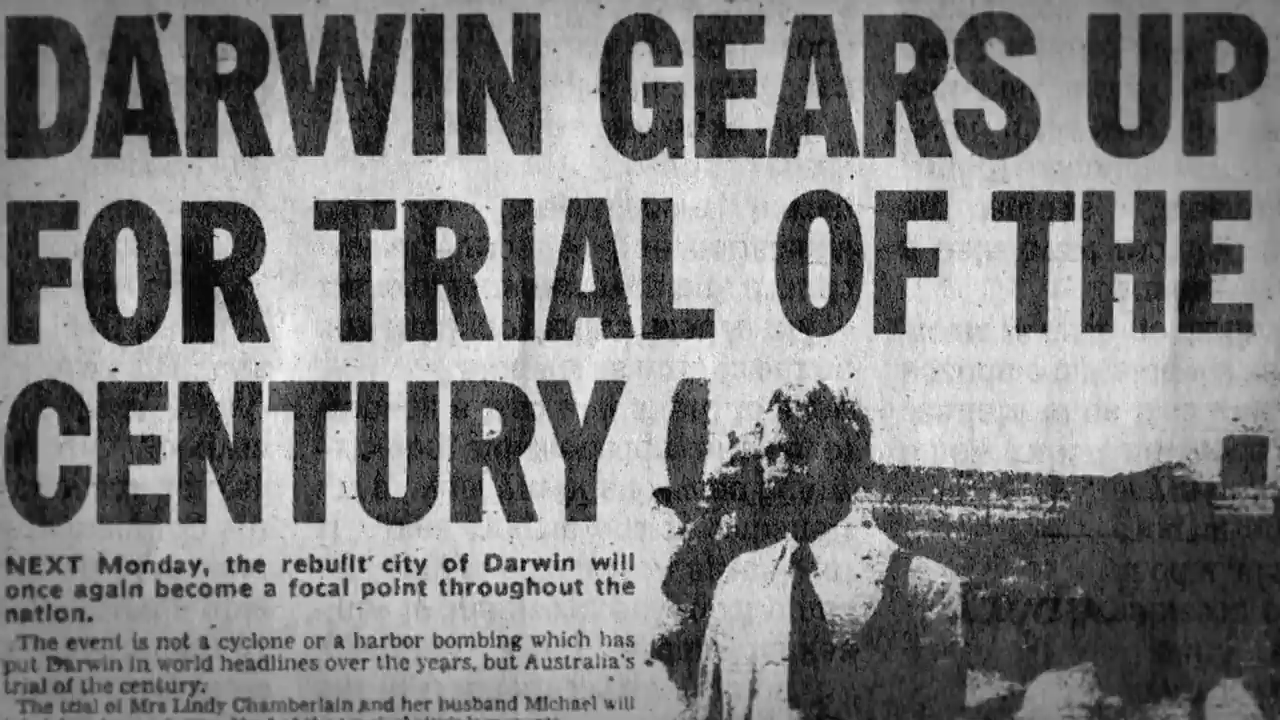 DARWIN GEARS UP
FOR TRIAL OF THE
CENTURY
NEXT Monday, the rebuilt city of Darwin will
once again become a focal point throughout the
nation.
The event is not a cyclone or a harbor bombing which has
put Darwin in world headlines over the years, but Australia's
trial of the century.
The trial of Mrs Lindy Chamberlain and her husband Michael will